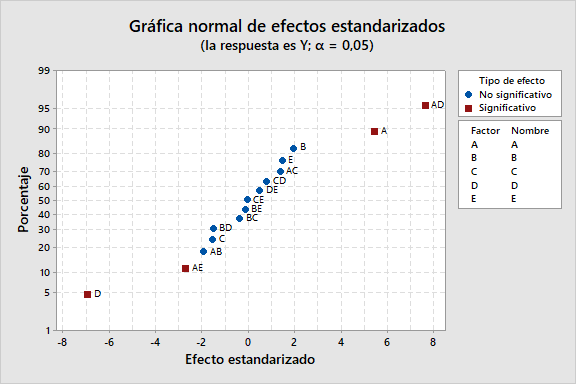 Gráfica normal de efectos estandarizados
(la respuesta es Y; α = 0,05)
Porcentaje
99
95
90
80
70
60
50
40
30
20
10
5
1
AD
A
B
E
AC
CD
DE
CE
BE
BC
BD
C
AB
AE
D
-8 -6 -4 -2 0 2 4 6 8
Efecto estandarizado
Tipo de efecto
No significativo
Significativo
Factor Nombre
A A
B B
C C
D D
E E